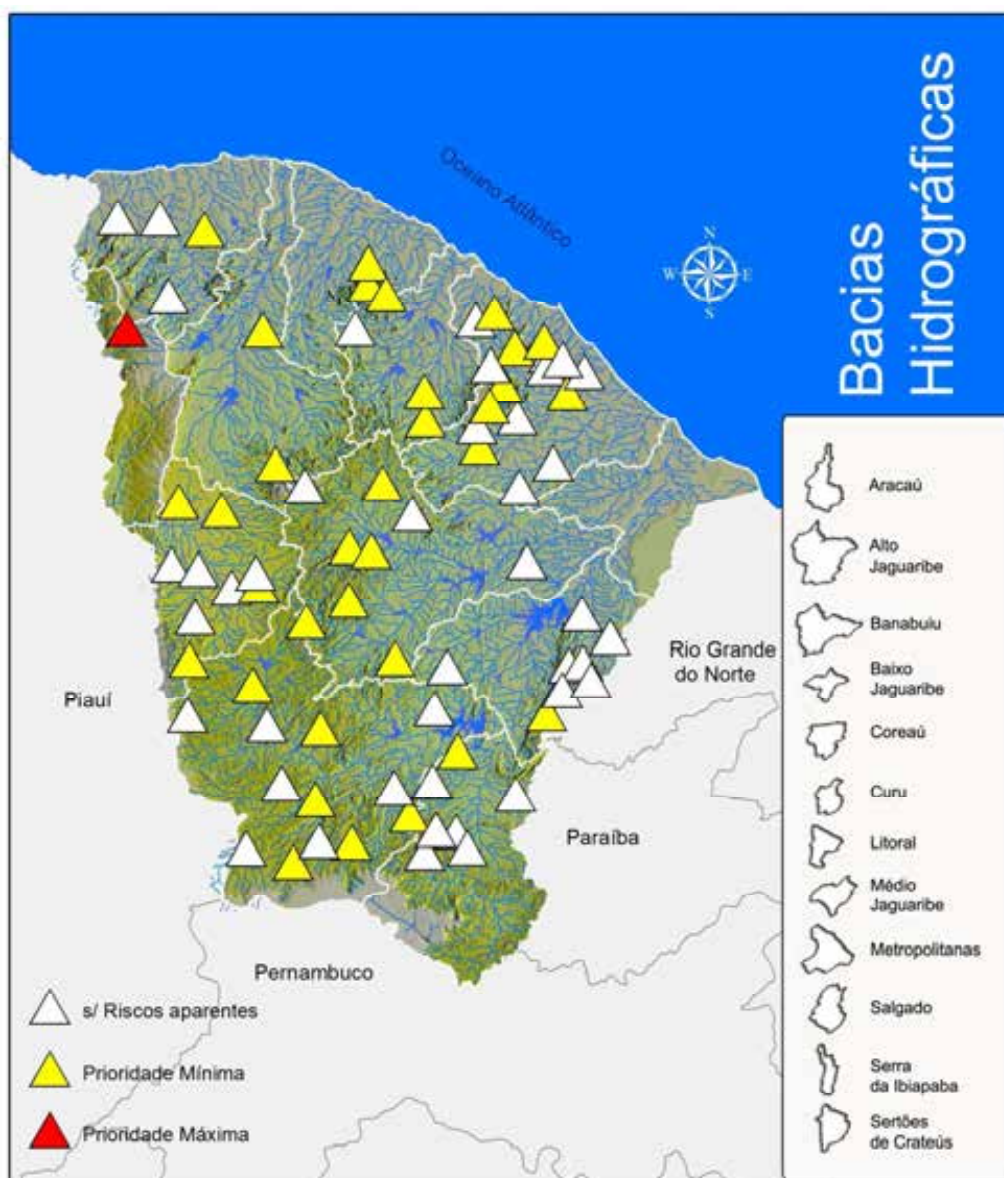 Bacias
Hidrográficas
Oceano Atlântico
N
W
E
S
Piauí
Rio Grande
do Norte
Paraíba
Pernambuco
s/ Riscos aparentes
Prioridade Mínima
Prioridade Máxima
Aracaú
Alto
Jaguaribe
Banabuiu
Baixo
Jaguaribe
Coreaú
Curu
Litoral
Médio
Jaguaribe
Metropolitanas
Salgado
Serra
da Ibiapaba
Sertões
de Crateús